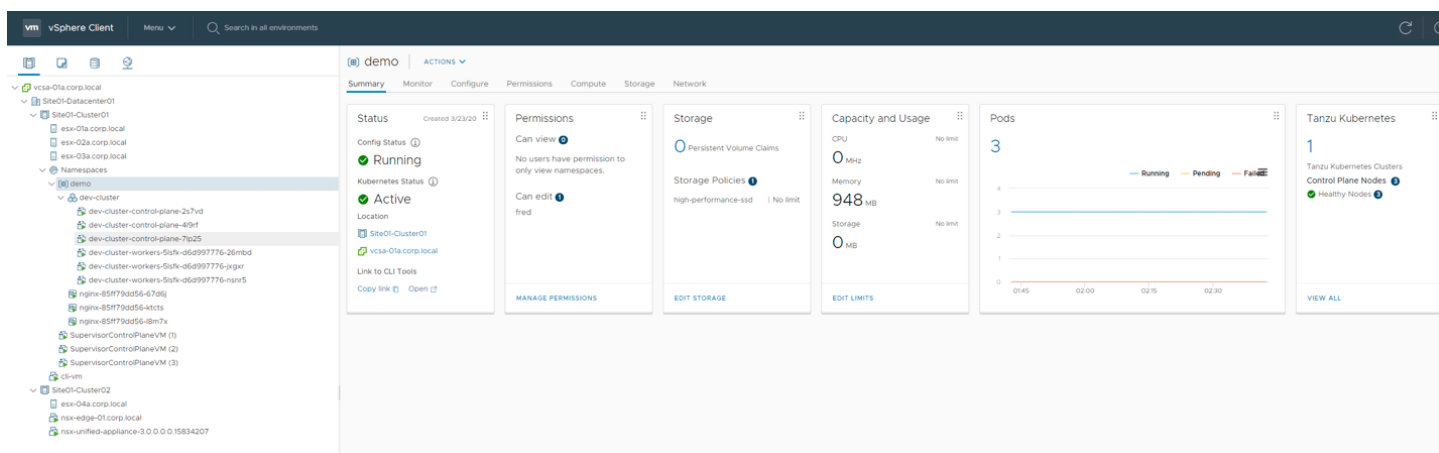 vm vSphere Client Menu Search in all environments
vcsa-01a.corp.local
Site01-Datacenter01
Site01-Cluster01
esx-01a.corp.local
esx-02a.corp.local
esx-03a.corp.local
Namespaces
demo
dev-cluster
dev-cluster-control-plane-2s7vd
dev-cluster-control-plane-4l9rf
dev-cluster-control-plane-7lp25
dev-cluster-workers-5lsfk-d6d997776-26mbd
dev-cluster-workers-5lsfk-d6d997776-jxgxr
dev-cluster-workers-5lsfk-d6d997776-nsnr5
nginx-85ff79dd56-67d6j
nginx-85ff79dd56-ktcts
nginx-85ff79dd56-l8m7x
SupervisorControlPlaneVM (1)
SupervisorControlPlaneVM (2)
SupervisorControlPlaneVM (3)
cli-vm
Site01-Cluster02
esx-04a.corp.local
nsx-edge-01.corp.local
nsx-unified-appliance-3.0.0.0.0.15834207
demo ACTIONS
Summary Monitor Configure Permissions Compute Storage Network
Status Created 3/23/20
Config Status
Running
Kubernetes Status
Active
Location
Site01-Cluster01
vcsa-01a.corp.local
Link to CLI Tools
Copy link Open
Permissions
Can view 0
No users have permission to
only view namespaces.
Can edit 1
fred
MANAGE PERMISSIONS
Storage
0 Persistent Volume Claims
Storage Policies 1
high-performance-ssd | No limit
EDIT STORAGE
Capacity and Usage
CPU No limit
0 MHz
Memory No limit
948 MB
Storage No limit
0 MB
EDIT LIMITS
Pods
3
Running Pending Failed
4
3
2
1
0
01:45 02:00 02:15 02:30
Tanzu Kubernetes
1
Tanzu Kubernetes Clusters
Control Plane Nodes 3
Healthy Nodes 3
VIEW ALL